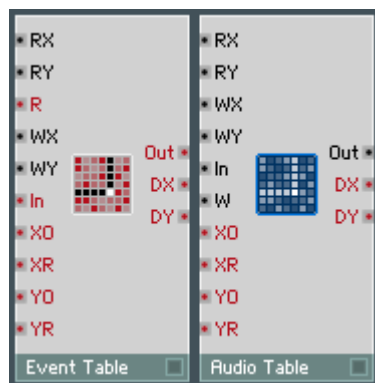 RX
RY
R
WX
WY
In
XO
XR
YO
YR
Out
DX
DY
Event Table
RX
RY
WX
WY
In
W
XO
XR
YO
YR
Out
DX
DY
Audio Table